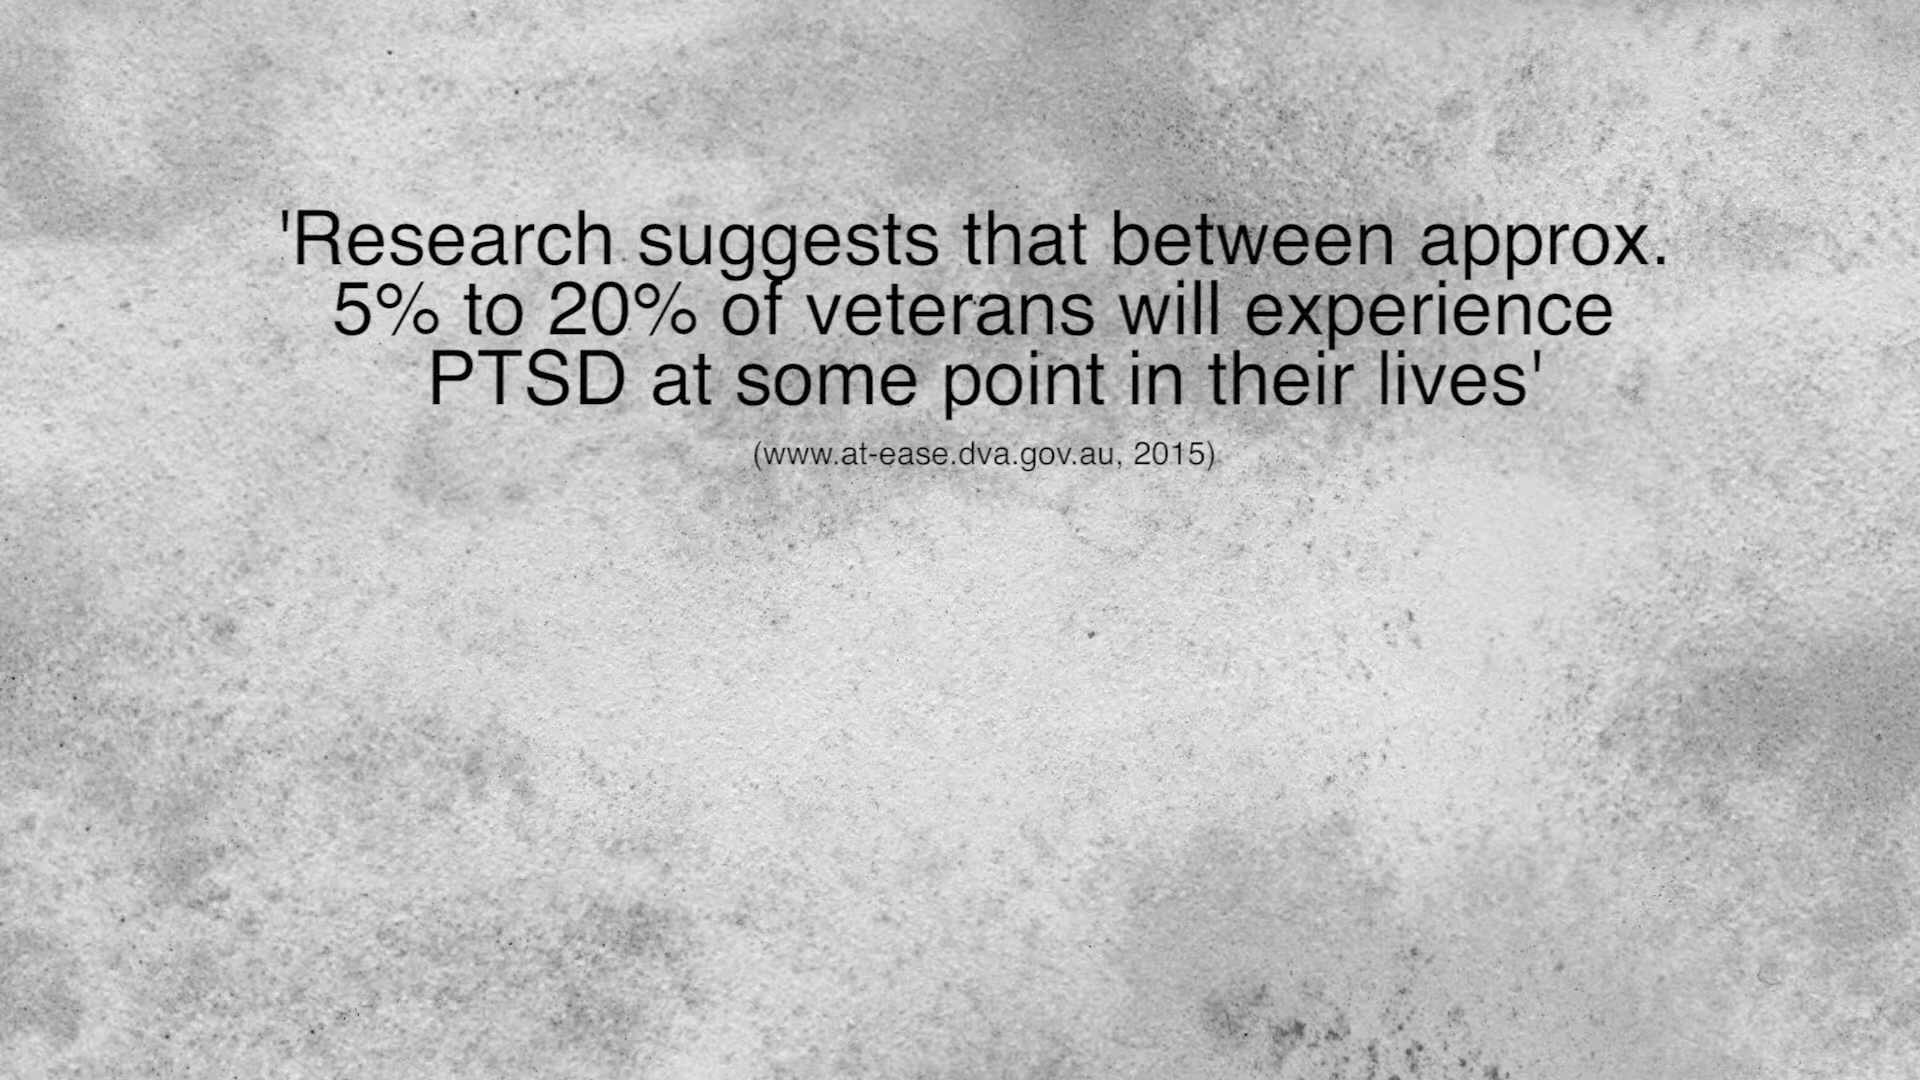 'Research suggests that between approx.
5% to 20% of veterans will experience
PTSD at some point in their lives'
(www.at-ease.dva.gov.au, 2015)